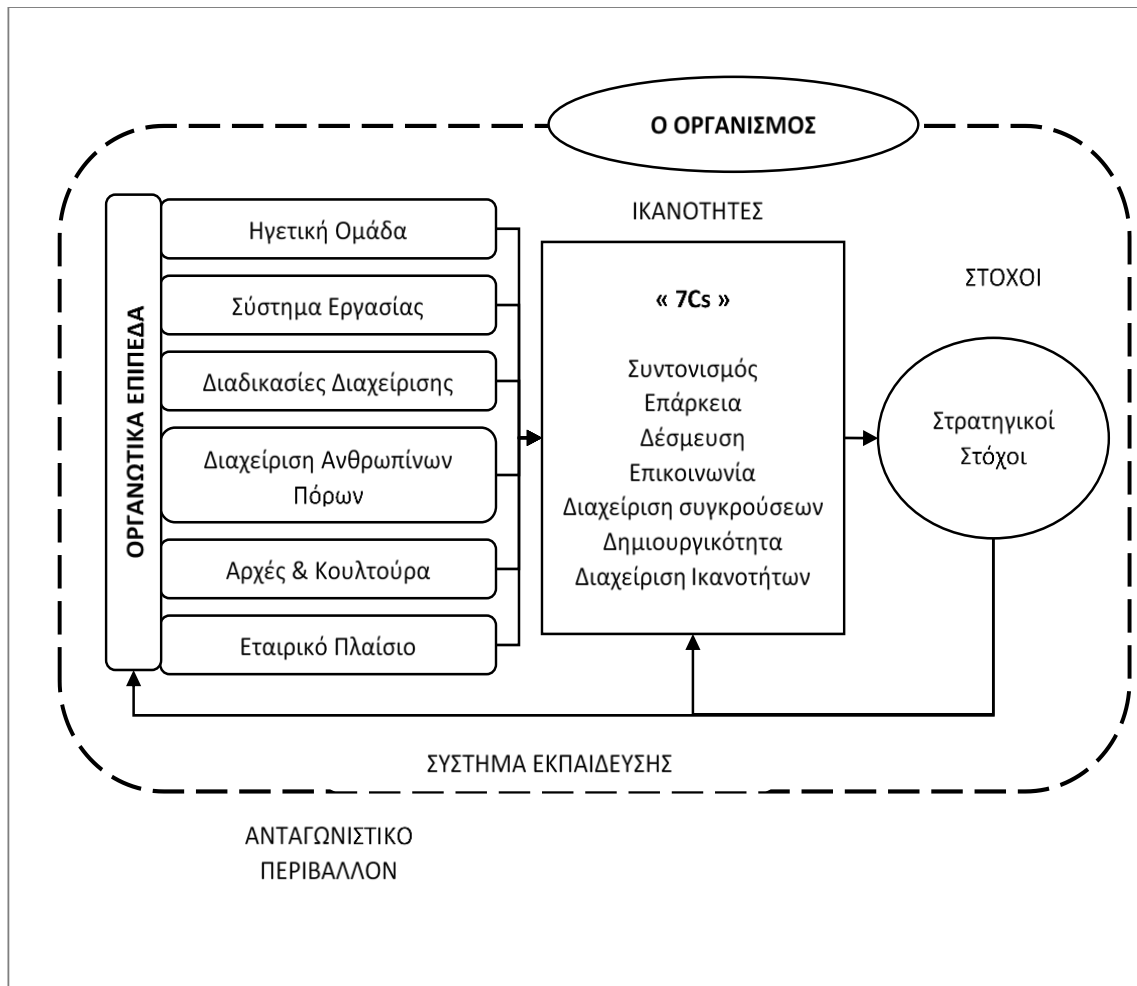 Ο ΟΡΓΑΝΙΣΜΟΣ
ΟΡΓΑΝΩΤΙΚΑ ΕΠΙΠΕΔΑ
Ηγετική Ομάδα
Σύστημα Εργασίας
Διαδικασίες Διαχείρισης
Διαχείριση Ανθρωπίνων
Πόρων
Αρχές & Κουλτούρα
Εταιρικό Πλαίσιο
ΙΚΑΝΟΤΗΤΕΣ
« 7Cs »
Συντονισμός
Επάρκεια
Δέσμευση
Επικοινωνία
Διαχείριση συγκρούσεων
Δημιουργικότητα
Διαχείριση Ικανοτήτων
ΣΤΟΧΟΙ
Στρατηγικοί
Στόχοι
ΣΥΣΤΗΜΑ ΕΚΠΑΙΔΕΥΣΗΣ
ΑΝΤΑΓΩΝΙΣΤΙΚΟ
ΠΕΡΙΒΑΛΛΟΝ